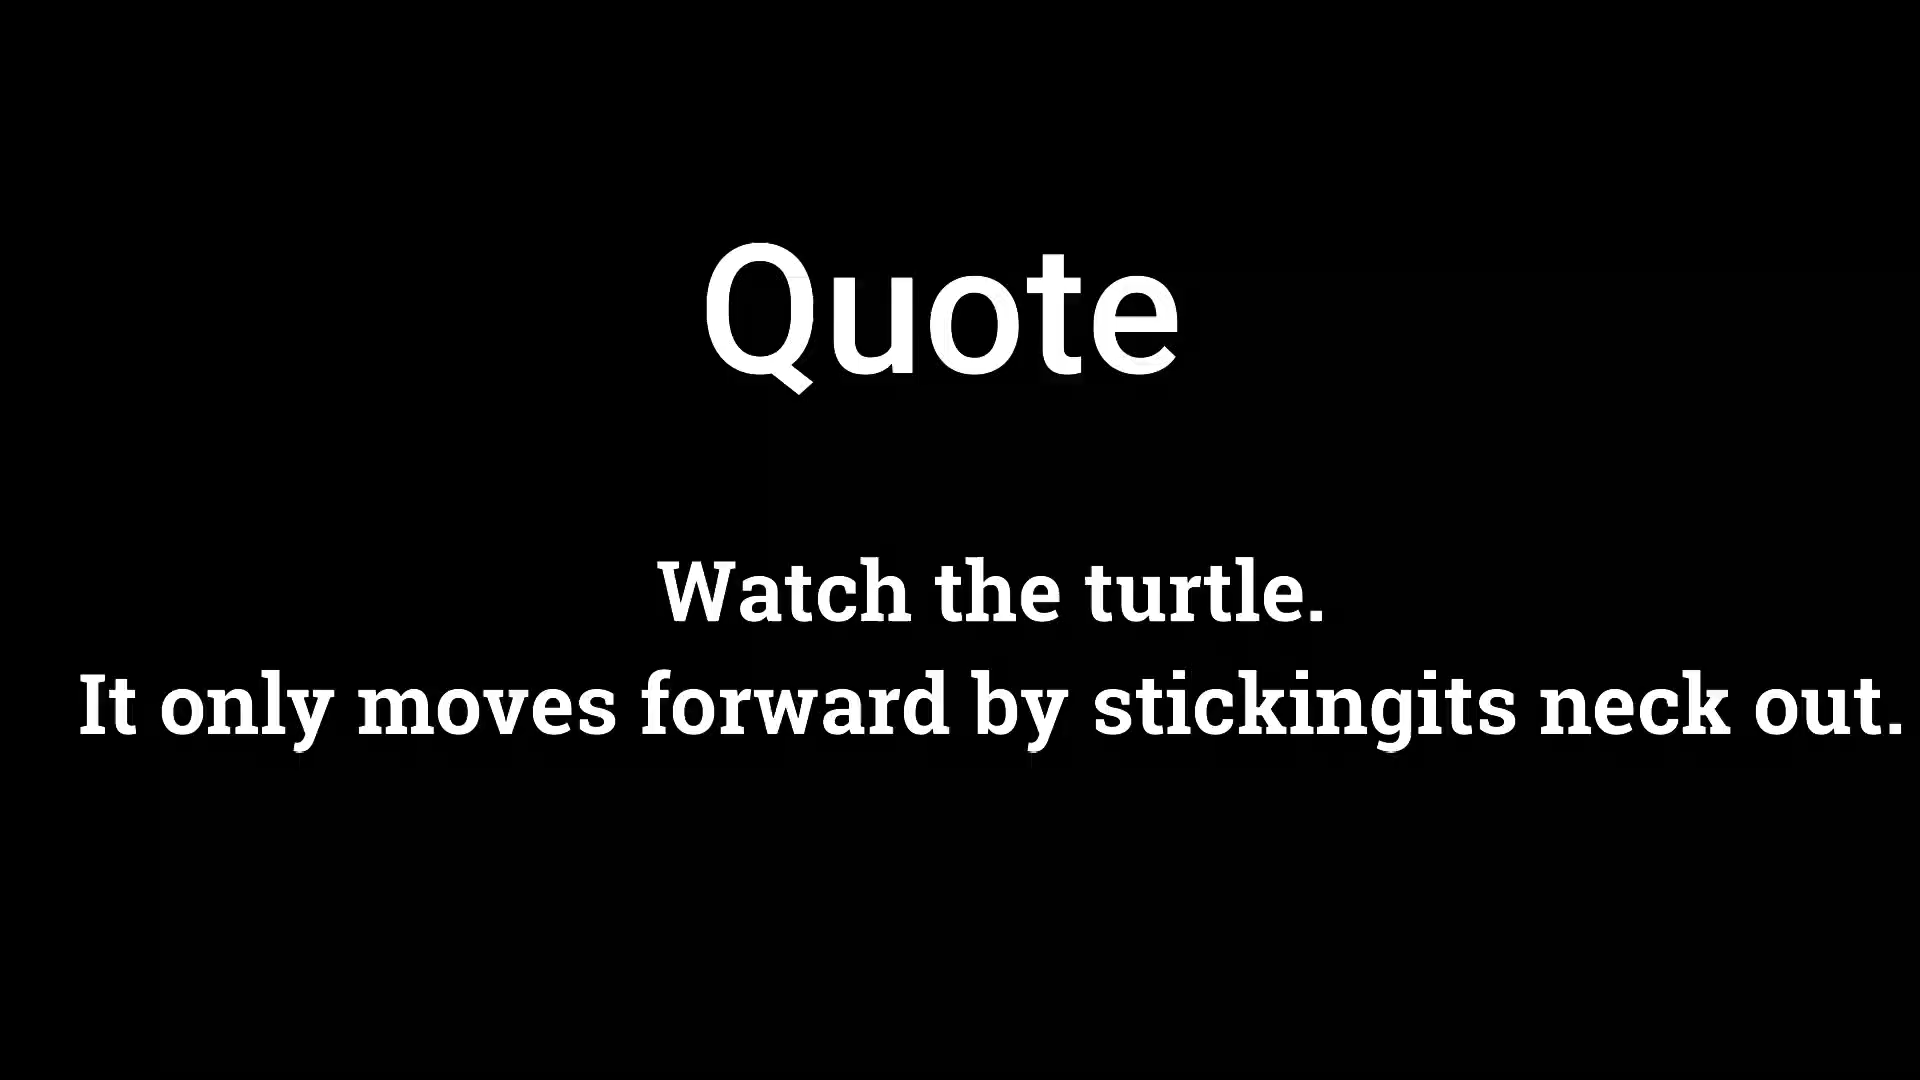 Quote
Watch the turtle.
It only moves forward by stickingits neck out.